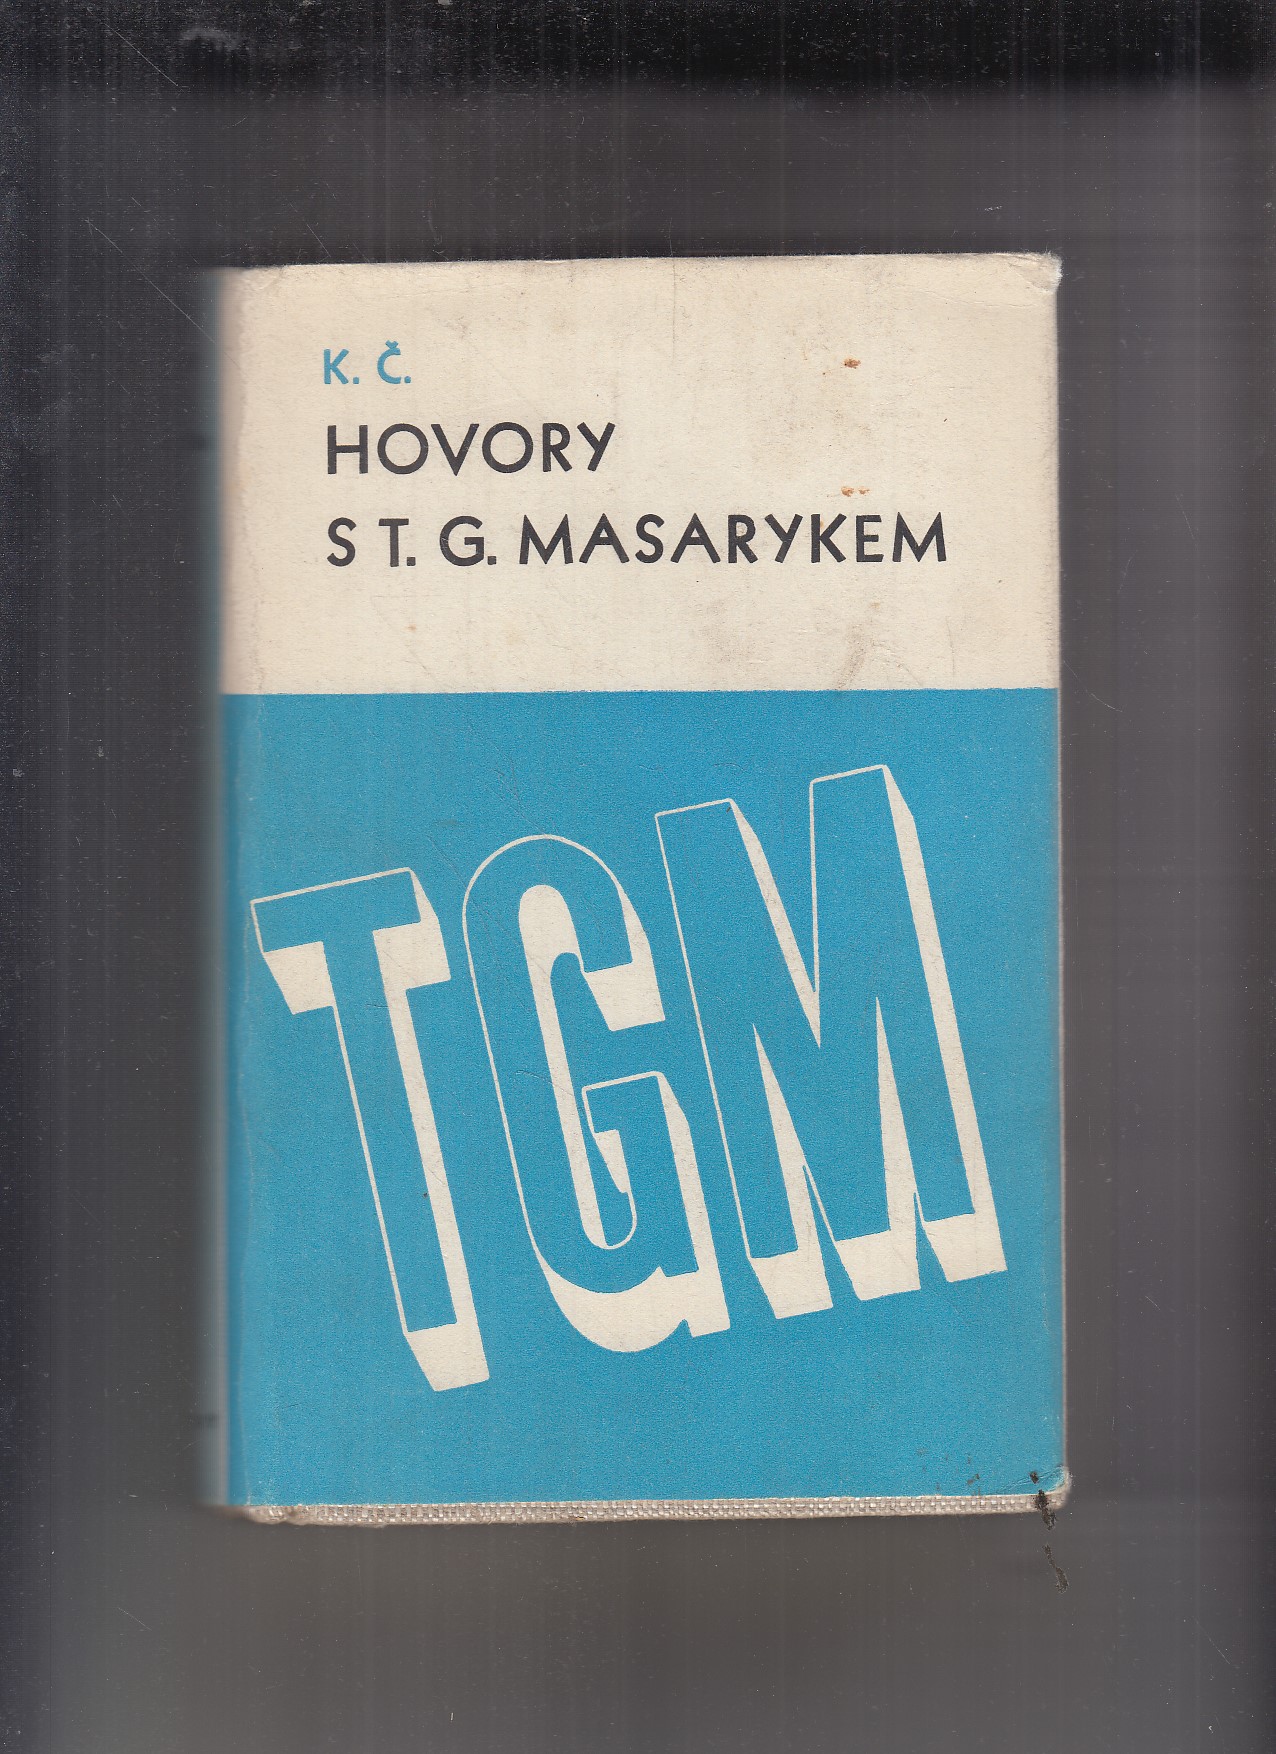 K. Č.
HOVORY
S T. G. MASARYKEM
TGM